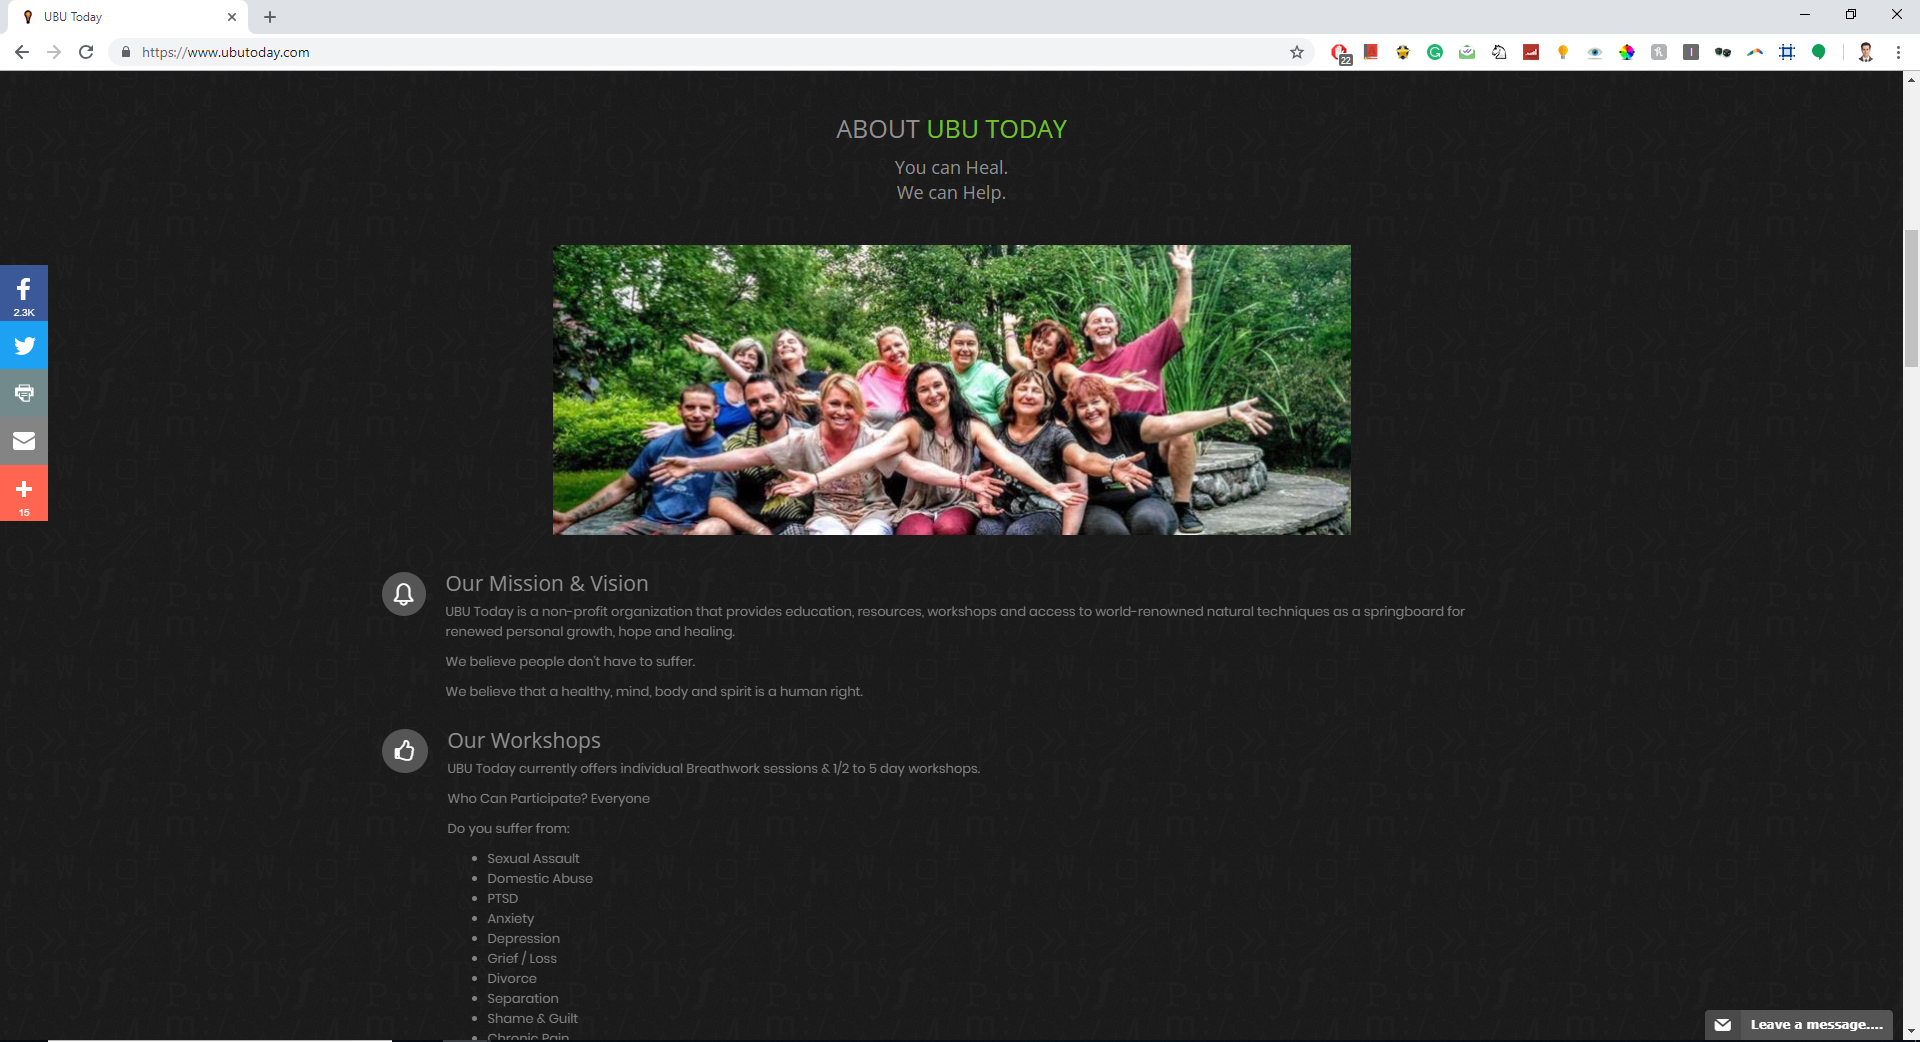 UBU Today
https://www.ubutoday.com
22
ABOUT UBU TODAY
You can Heal.
We can Help.
2.3K
15
Our Mission & Vision
UBU Today is a non-profit organization that provides education, resources, workshops and access to world-renowned natural techniques as a springboard for
renewed personal growth, hope and healing.
We believe people don't have to suffer.
We believe that a healthy, mind, body and spirit is a human right.
Our Workshops
UBU Today currently offers individual Breathwork sessions & 1/2 to 5 day workshops.
Who Can Participate? Everyone
Do you suffer from:
Sexual Assault
Domestic Abuse
PTSD
Anxiety
Depression
Grief / Loss
Divorce
Separation
Shame & Guilt
Chronic Pain
Leave a message....